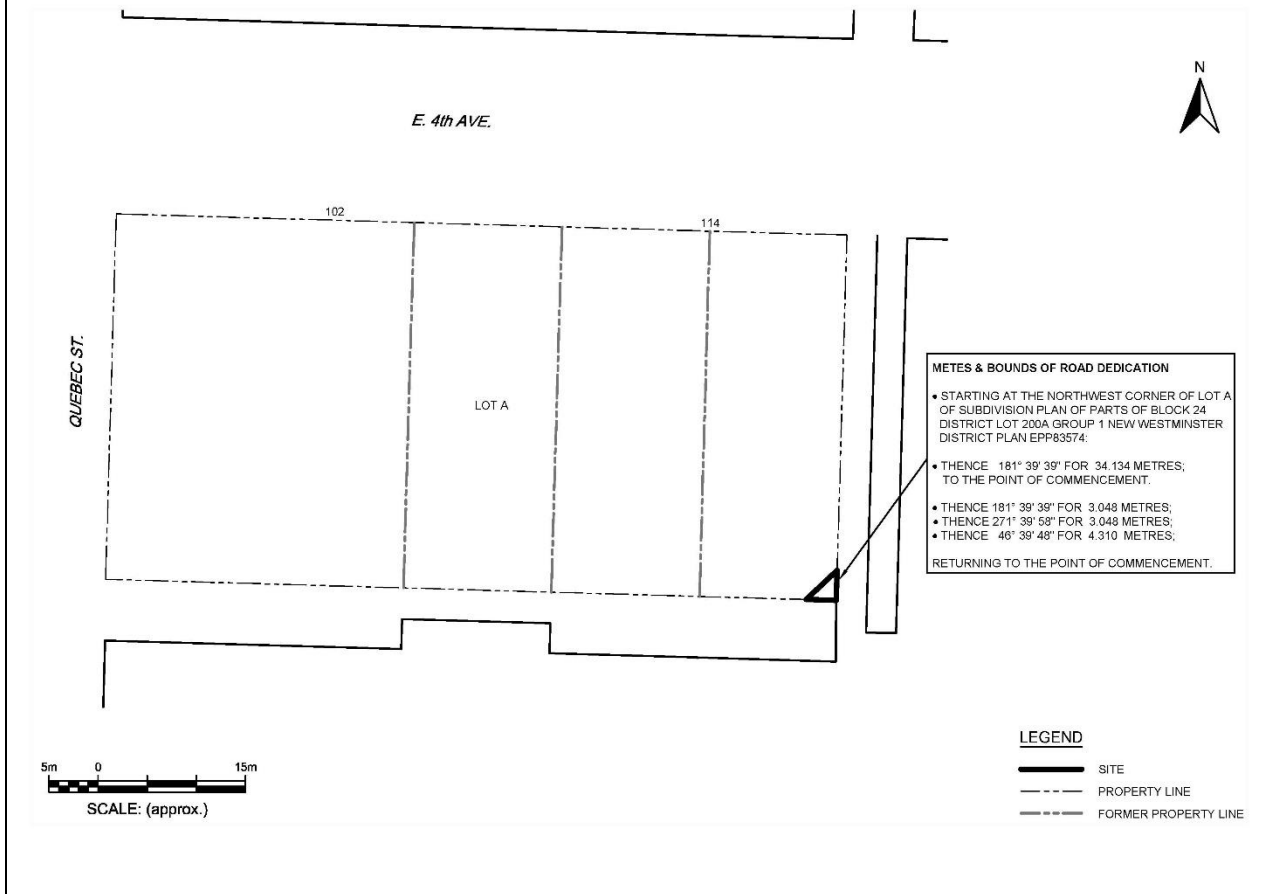 N
E. 4th AVE.
102
114
QUEBEC ST.
LOT A
METES & BOUNDS OF ROAD DEDICATION
• STARTING AT THE NORTHWEST CORNER OF LOT A
OF SUBDIVISION PLAN OF PARTS OF BLOCK 24
DISTRICT LOT 200A GROUP 1 NEW WESTMINSTER
DISTRICT PLAN EPP83574:
• THENCE 181° 39' 39" FOR 34.134 METRES;
TO THE POINT OF COMMENCEMENT.
• THENCE 181° 39' 39" FOR 3.048 METRES;
• THENCE 271° 39' 58" FOR 3.048 METRES;
• THENCE 46° 39' 48" FOR 4.310 METRES;
RETURNING TO THE POINT OF COMMENCEMENT.
LEGEND
SITE
PROPERTY LINE
FORMER PROPERTY LINE
5m 0 15m
SCALE: (approx.)